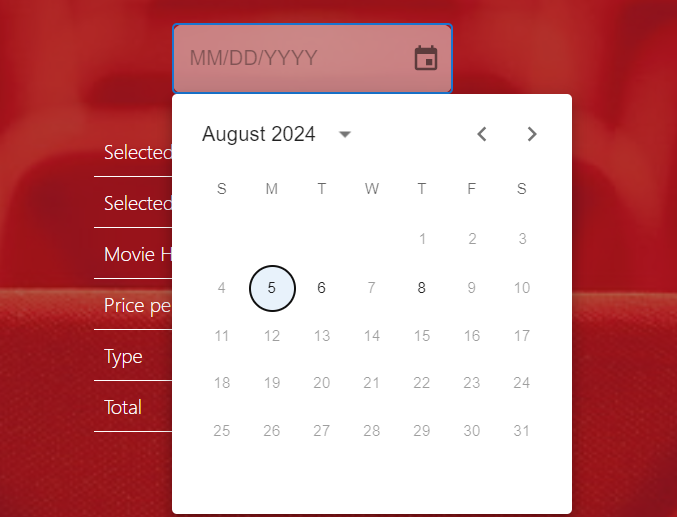 MM/DD/YYYY
August 2024
S M T W T F S
1 2 3
4 5 6 7 8 9 10
11 12 13 14 15 16 17
18 19 20 21 22 23 24
25 26 27 28 29 30 31
Selected
Selected
Movie H
Price pe
Type
Total